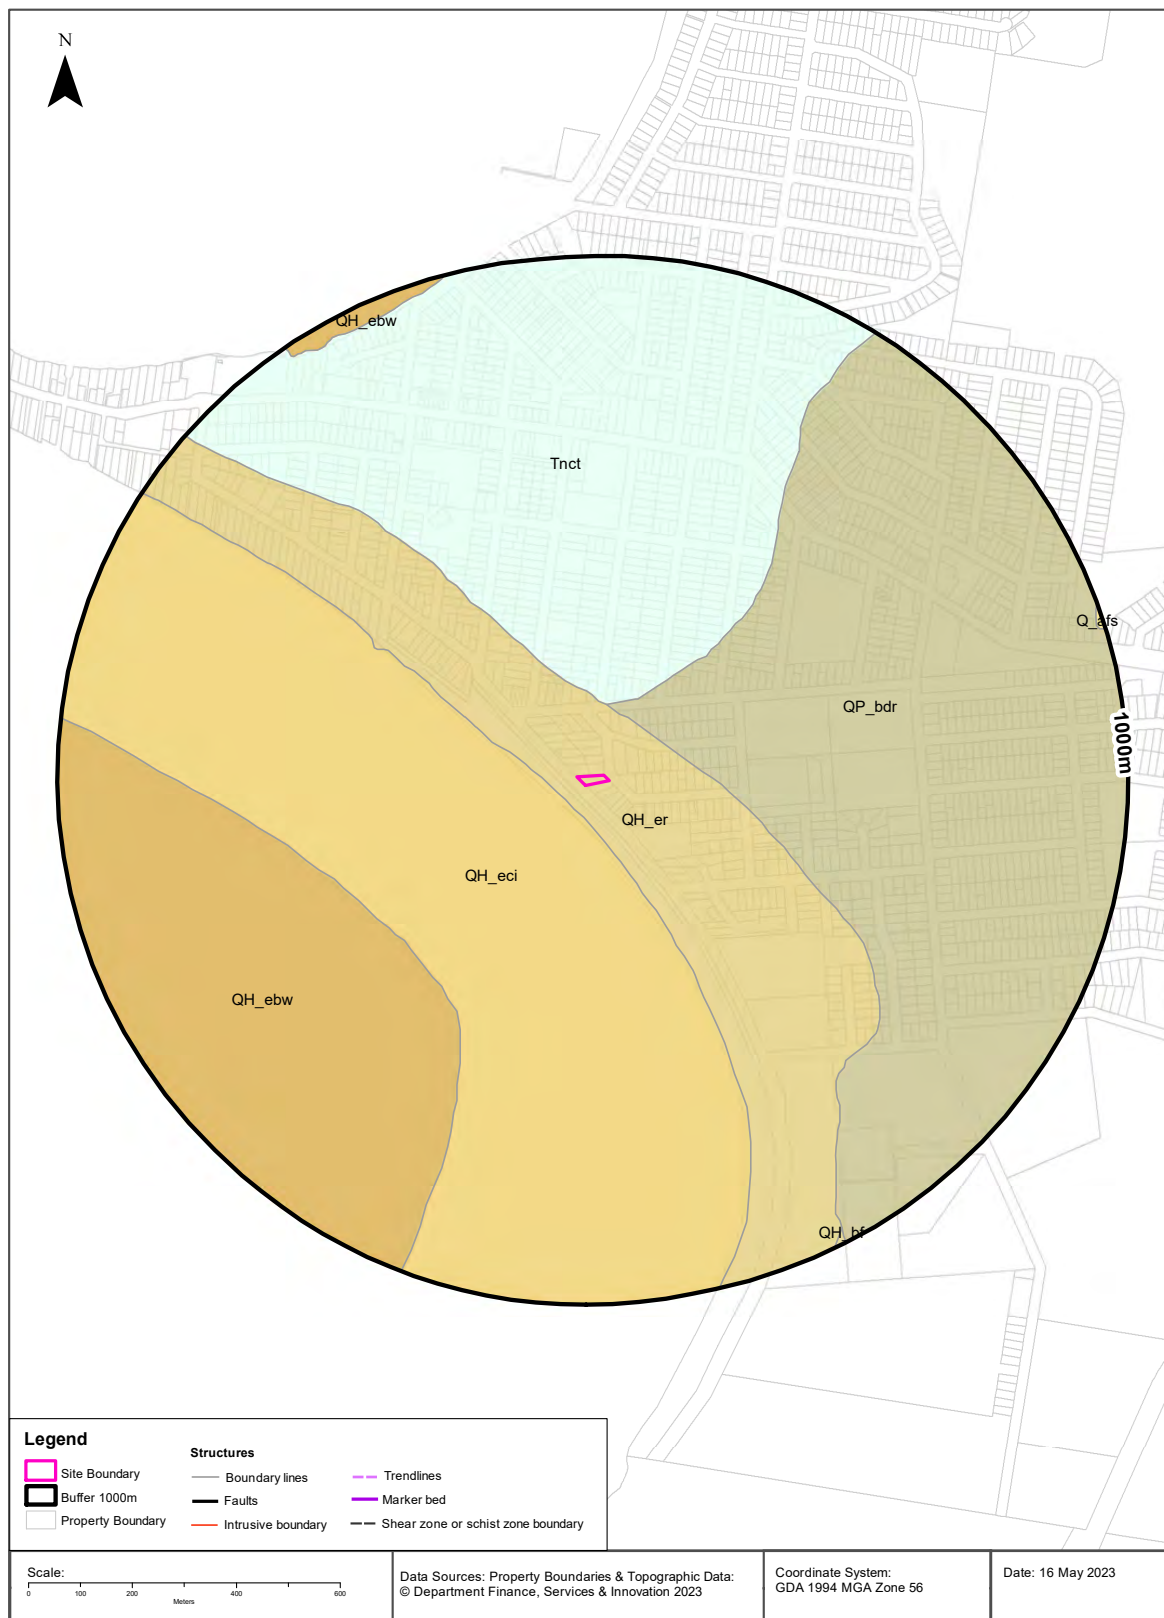 N
QH_ebw
Tnct
Q_afs
QP_bdr
1000m
QH_er
QH_eci
QH_ebw
QH_bf
Legend
Site Boundary
Buffer 1000m
Property Boundary
Structures
Boundary lines
Faults
Intrusive boundary
Trendlines
Marker bed
Shear zone or schist zone boundary
Scale:
0 100 200 400 600
Meters
Data Sources: Property Boundaries & Topographic Data:
© Department Finance, Services & Innovation 2023
Coordinate System:
GDA 1994 MGA Zone 56
Date: 16 May 2023